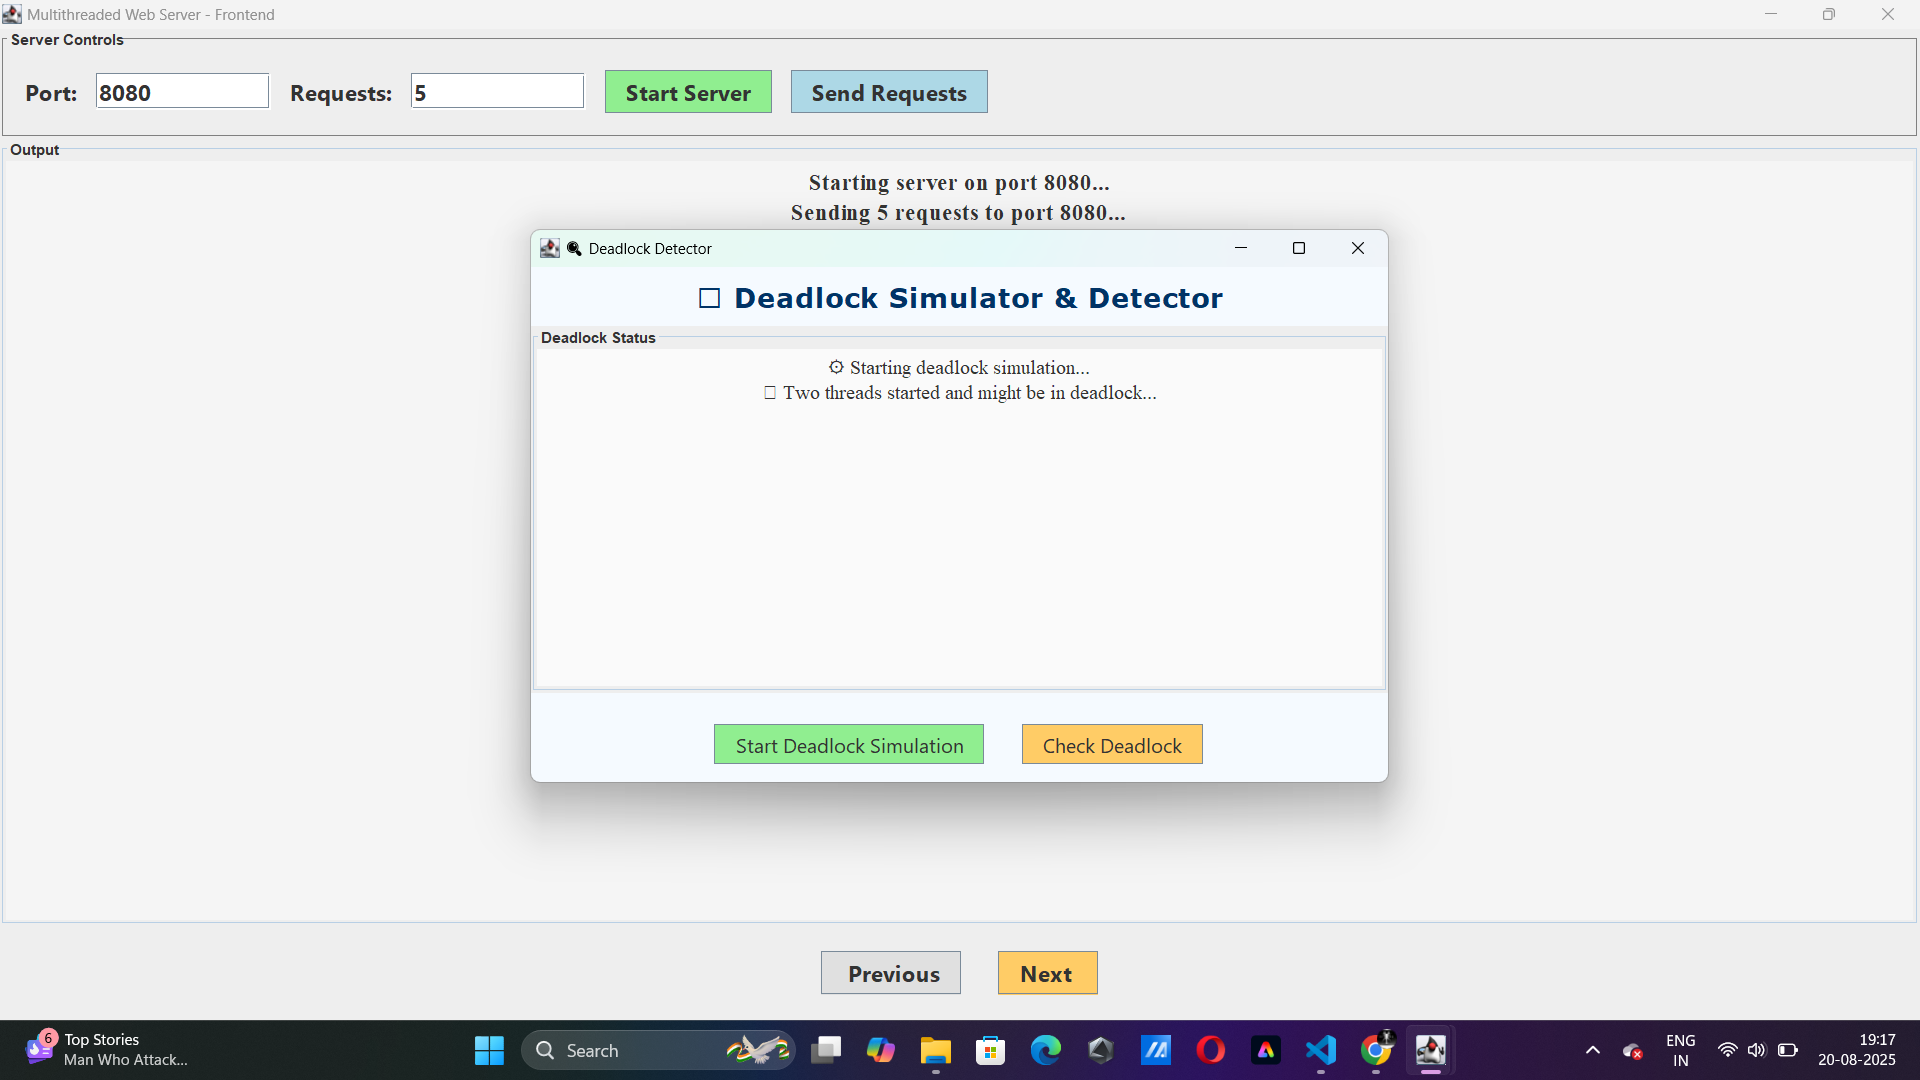 Multithreaded Web Server - Frontend
Server Controls
Port: 8080 Requests: 5 Start Server Send Requests
Output
Starting server on port 8080...
Sending 5 requests to port 8080...
Deadlock Detector
☐ Deadlock Simulator & Detector
Deadlock Status
⚙ Starting deadlock simulation...
☐ Two threads started and might be in deadlock...
Start Deadlock Simulation Check Deadlock
Previous Next
6 Top Stories
Man Who Attack...
Search
ENG
IN
19:17
20-08-2025